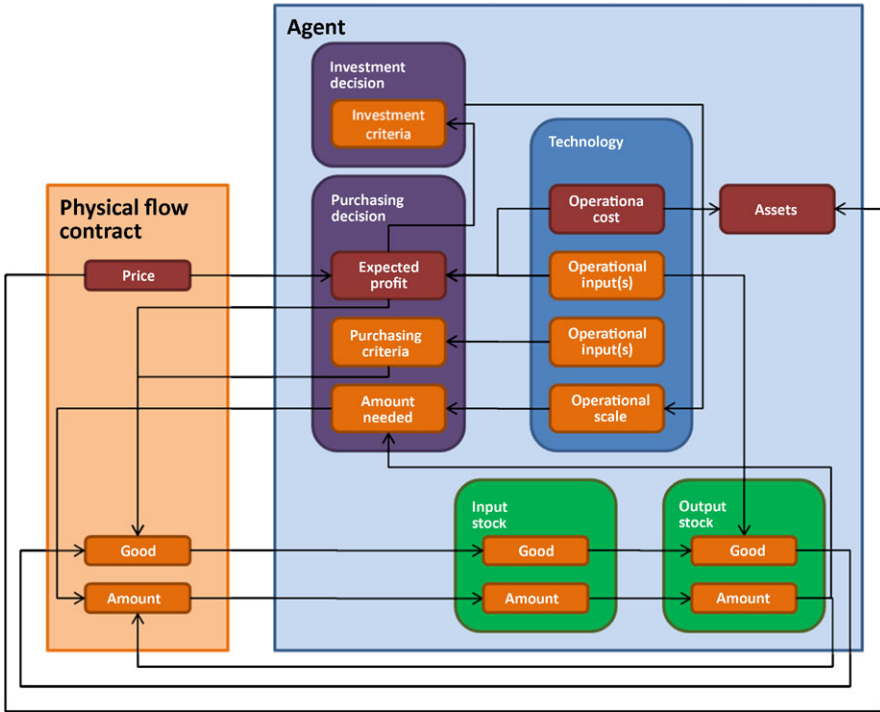 Agent
Investment
decision
Investment
criteria
Technology
Purchasing
decision
Operationa
cost
Assets
Physical flow
contract
Price
Expected
profit
Operational
input(s)
Purchasing
criteria
Operational
input(s)
Amount
needed
Operational
scale
Input
stock
Output
stock
Good
Good
Good
Amount
Amount
Amount